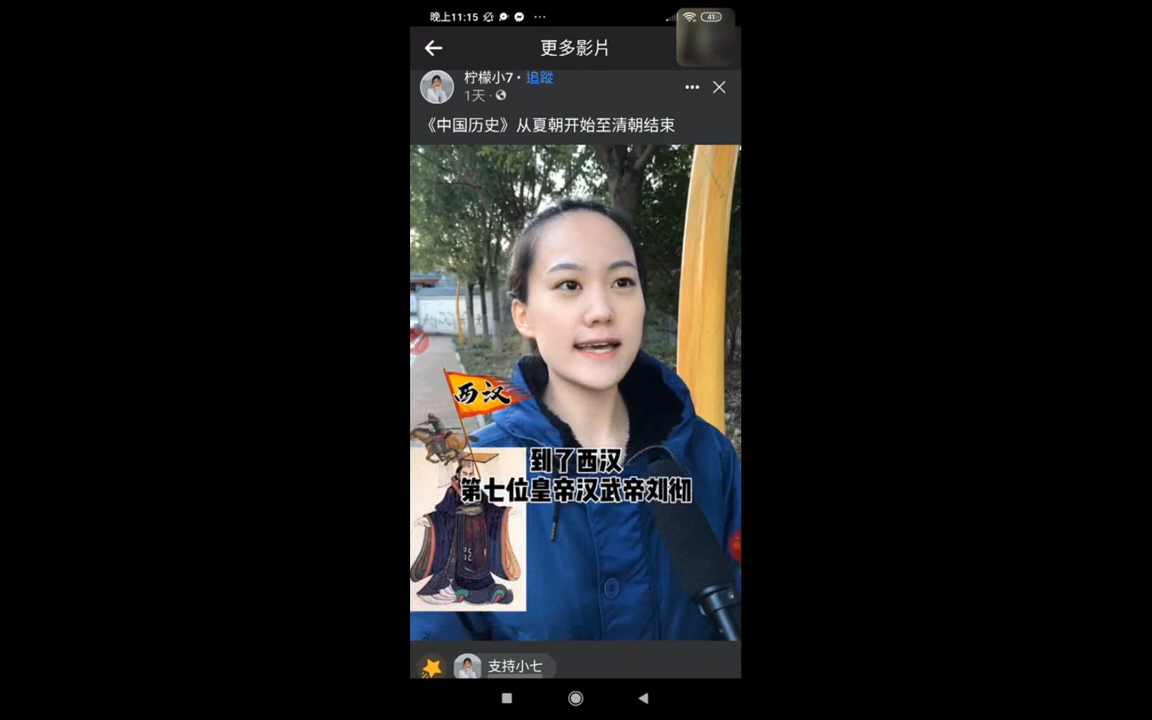 晚上11:15
41
更多影片
柠檬小7 · 追蹤
1天
《中国历史》从夏朝开始至清朝结束
西汉
到了西汉
第七位皇帝汉武帝刘彻
支持小七